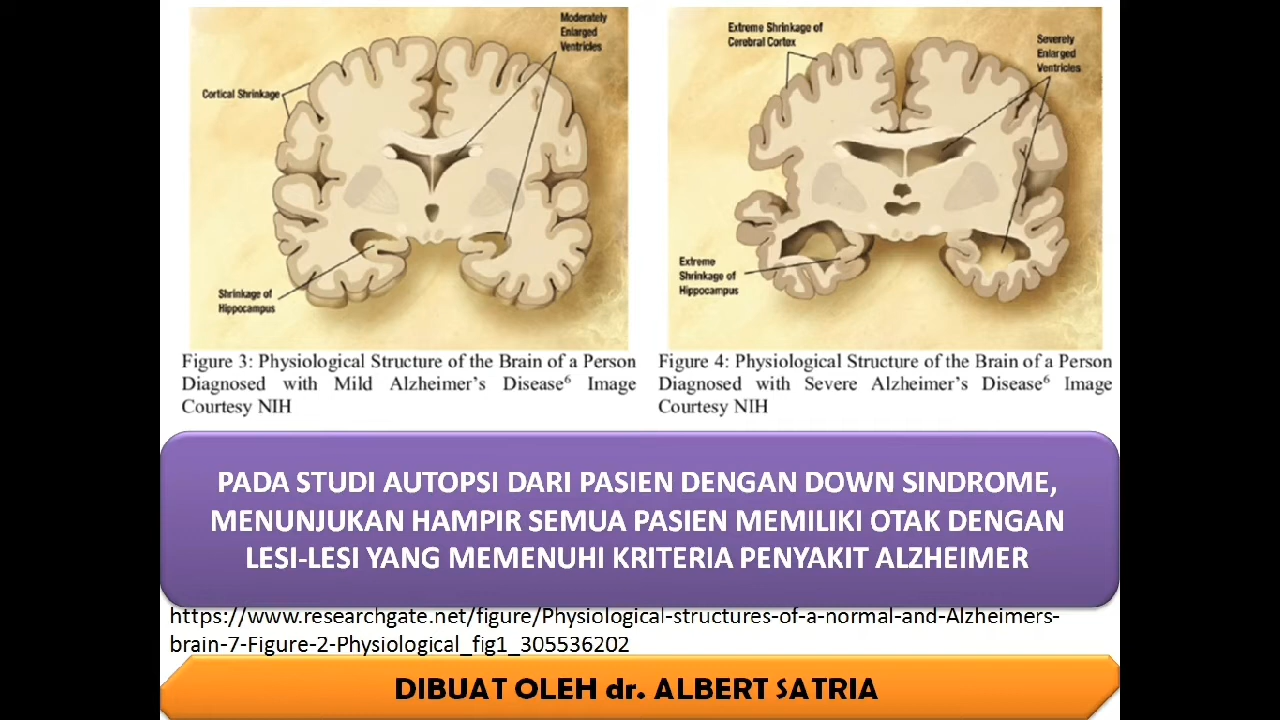 Moderately
Enlarged
Ventricles
Cortical Shrinkage
Shrinkage of
Hippocampus
Extreme Shrinkage of
Cerebral Cortex
Severely
Enlarged
Ventricles
Extreme
Shrinkage of
Hippocampus
Figure 3: Physiological Structure of the Brain of a Person
Diagnosed with Mild Alzheimer's Disease⁶ Image
Courtesy NIH
Figure 4: Physiological Structure of the Brain of a Person
Diagnosed with Severe Alzheimer's Disease⁶ Image
Courtesy NIH
PADA STUDI AUTOPSI DARI PASIEN DENGAN DOWN SINDROME,
MENUNJUKAN HAMPIR SEMUA PASIEN MEMILIKI OTAK DENGAN
LESI-LESI YANG MEMENUHI KRITERIA PENYAKIT ALZHEIMER
https://www.researchgate.net/figure/Physiological-structures-of-a-normal-and-Alzheimers-
brain-7-Figure-2-Physiological_fig1_305536202
DIBUAT OLEH dr. ALBERT SATRIA